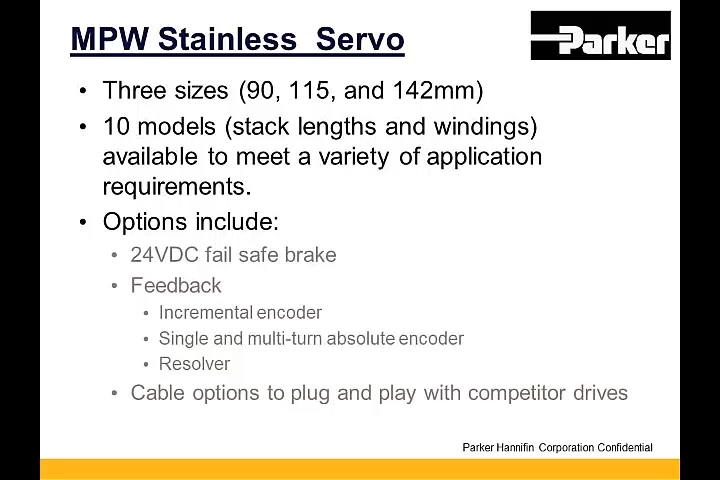 MPW Stainless Servo
Parker
• Three sizes (90, 115, and 142mm)
• 10 models (stack lengths and windings)
available to meet a variety of application
requirements.
• Options include:
• 24VDC fail safe brake
• Feedback
• Incremental encoder
• Single and multi-turn absolute encoder
• Resolver
• Cable options to plug and play with competitor drives
Parker Hannifin Corporation Confidential